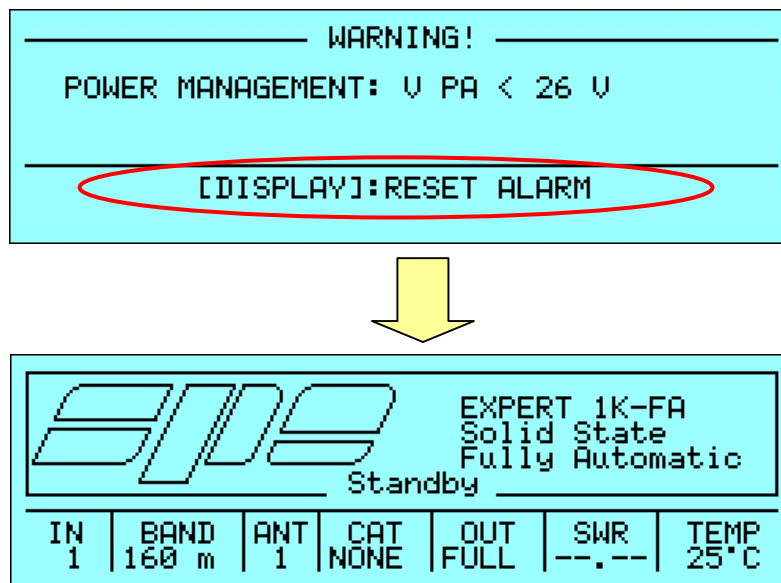 WARNING!
POWER MANAGEMENT: V PA < 26 V
[DISPLAY]:RESET ALARM
spe
EXPERT 1K-FA
Solid State
Fully Automatic
Standby
IN BAND ANT CAT OUT SWR TEMP
1 160 m 1 NONE FULL --.-- 25°C